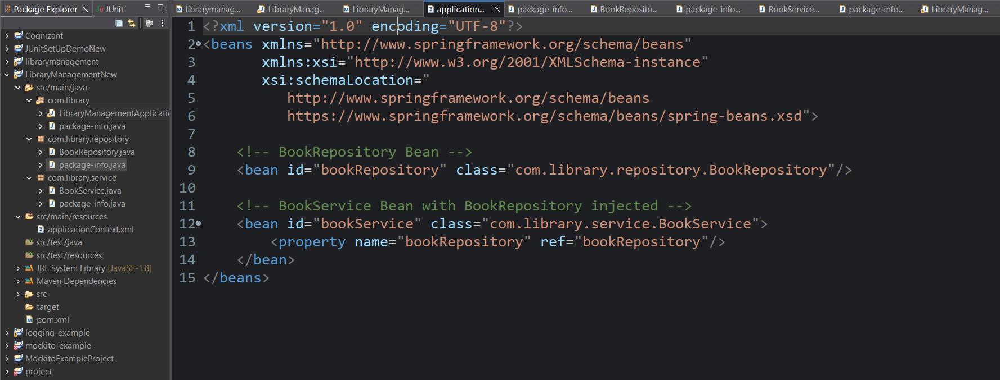 Package Explorer
JUnit
Cognizant
JUnitSetUpDemoNew
librarymanagement
LibraryManagementNew
src/main/java
com.library
LibraryManagementApplicatio
package-info.java
com.library.repository
BookRepository.java
package-info.java
com.library.service
BookService.java
package-info.java
src/main/resources
applicationContext.xml
src/test/java
src/test/resources
JRE System Library [JavaSE-1.8]
Maven Dependencies
src
target
pom.xml
logging-example
mockito-example
MockitoExampleProject
project
librarymanag...
LibraryManag...
LibraryManag...
application...
package-info...
BookReposito...
package-info...
BookService...
package-info...
LibraryManag...
1 <?xml version="1.0" encoding="UTF-8"?>
2 <beans xmlns="http://www.springframework.org/schema/beans"
3 xmlns:xsi="http://www.w3.org/2001/XMLSchema-instance"
4 xsi:schemaLocation="
5 http://www.springframework.org/schema/beans
6 https://www.springframework.org/schema/beans/spring-beans.xsd">
7
8 <!-- BookRepository Bean -->
9 <bean id="bookRepository" class="com.library.repository.BookRepository"/>
10
11 <!-- BookService Bean with BookRepository injected -->
12 <bean id="bookService" class="com.library.service.BookService">
13 <property name="bookRepository" ref="bookRepository"/>
14 </bean>
15 </beans>